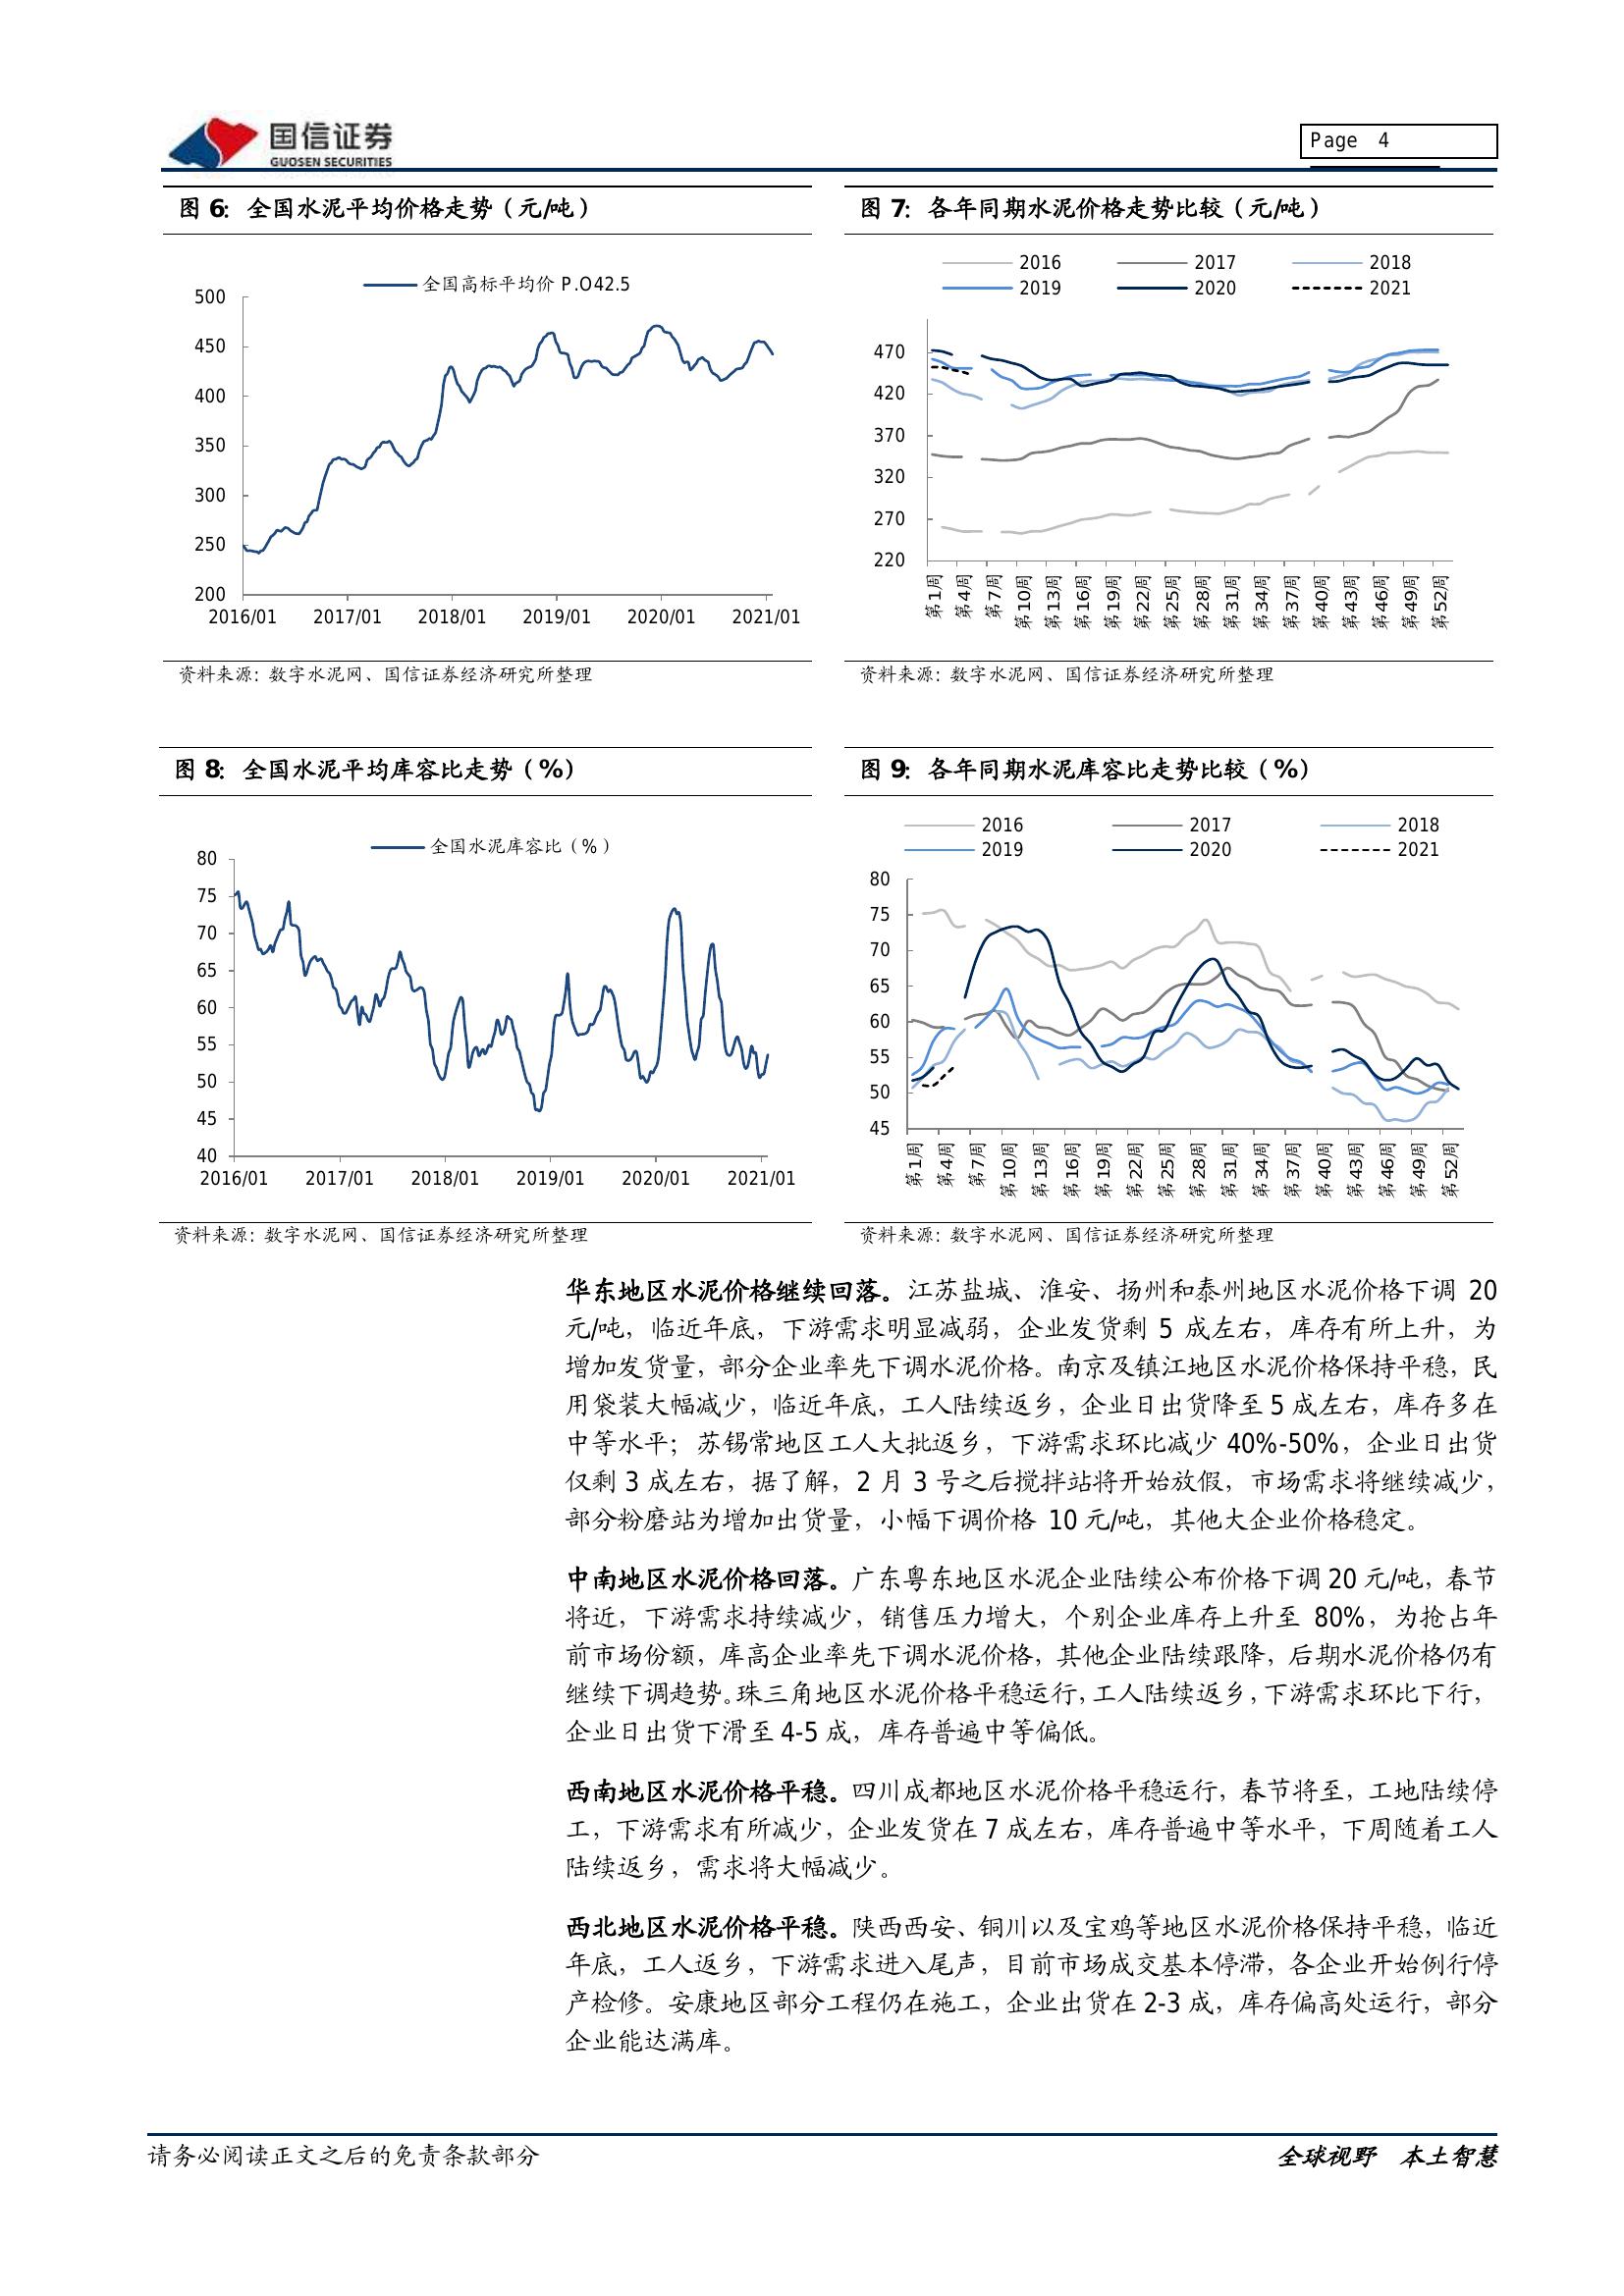 国信证券
GUOSEN SECURITIES
Page 4
图 6: 全国水泥平均价格走势（元/吨）
全国高标平均价 P.O42.5
500
450
400
350
300
250
200
2016/01 2017/01 2018/01 2019/01 2020/01 2021/01
资料来源: 数字水泥网、国信证券经济研究所整理
图 7: 各年同期水泥价格走势比较（元/吨）
2016 2017 2018
2019 2020 2021
470
420
370
320
270
220
第1周 第4周 第7周 第10周 第13周 第16周 第19周 第22周 第25周 第28周 第31周 第34周 第37周 第40周 第43周 第46周 第49周 第52周
资料来源: 数字水泥网、国信证券经济研究所整理
图 8: 全国水泥平均库容比走势（%）
全国水泥库容比（%）
80
75
70
65
60
55
50
45
40
2016/01 2017/01 2018/01 2019/01 2020/01 2021/01
资料来源: 数字水泥网、国信证券经济研究所整理
图 9: 各年同期水泥库容比走势比较（%）
2016 2017 2018
2019 2020 2021
80
75
70
65
60
55
50
45
第1周 第4周 第7周 第10周 第13周 第16周 第19周 第22周 第25周 第28周 第31周 第34周 第37周 第40周 第43周 第46周 第49周 第52周
资料来源: 数字水泥网、国信证券经济研究所整理
华东地区水泥价格继续回落。江苏盐城、淮安、扬州和泰州地区水泥价格下调 20
元/吨，临近年底，下游需求明显减弱，企业发货剩 5 成左右，库存有所上升，为
增加发货量，部分企业率先下调水泥价格。南京及镇江地区水泥价格保持平稳，民
用袋装大幅减少，临近年底，工人陆续返乡，企业日出货降至 5 成左右，库存多在
中等水平；苏锡常地区工人大批返乡，下游需求环比减少 40%-50%，企业日出货
仅剩 3 成左右，据了解，2 月 3 号之后搅拌站将开始放假，市场需求将继续减少，
部分粉磨站为增加出货量，小幅下调价格 10 元/吨，其他大企业价格稳定。
中南地区水泥价格回落。广东粤东地区水泥企业陆续公布价格下调 20 元/吨，春节
将近，下游需求持续减少，销售压力增大，个别企业库存上升至 80%，为抢占年
前市场份额，库高企业率先下调水泥价格，其他企业陆续跟降，后期水泥价格仍有
继续下调趋势。珠三角地区水泥价格平稳运行，工人陆续返乡，下游需求环比下行，
企业日出货下滑至 4-5 成，库存普遍中等偏低。
西南地区水泥价格平稳。四川成都地区水泥价格平稳运行，春节将至，工地陆续停
工，下游需求有所减少，企业发货在 7 成左右，库存普遍中等水平，下周随着工人
陆续返乡，需求将大幅减少。
西北地区水泥价格平稳。陕西西安、铜川以及宝鸡等地区水泥价格保持平稳，临近
年底，工人返乡，下游需求进入尾声，目前市场成交基本停滞，各企业开始例行停
产检修。安康地区部分工程仍在施工，企业出货在 2-3 成，库存偏高处运行，部分
企业能达满库。
请务必阅读正文之后的免责条款部分
全球视野 本土智慧